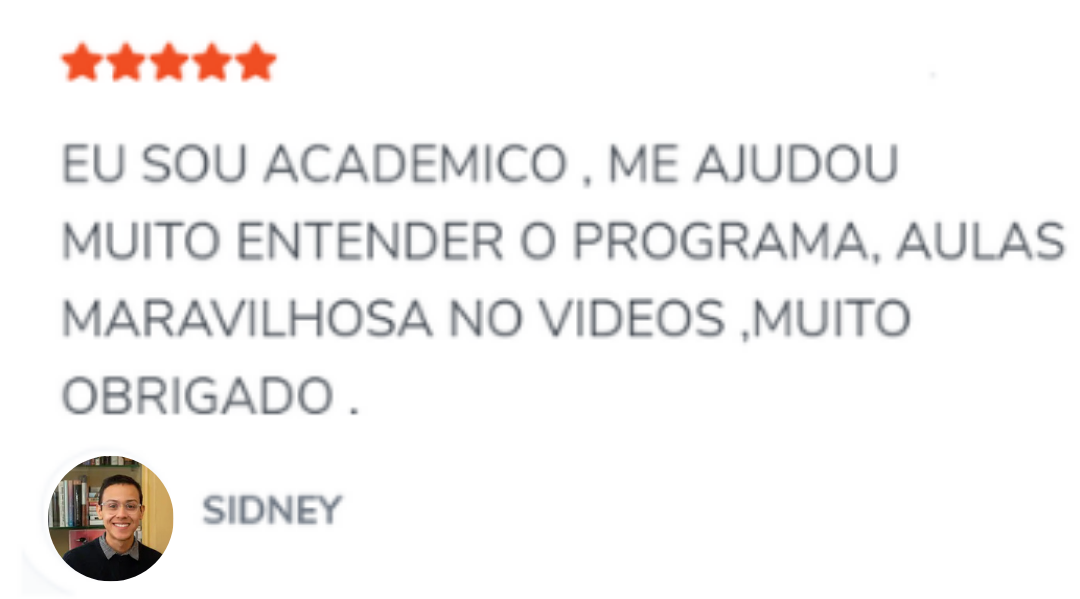 EU SOU ACADEMICO , ME AJUDOU
MUITO ENTENDER O PROGRAMA, AULAS
MARAVILHOSA NO VIDEOS ,MUITO
OBRIGADO .
SIDNEY